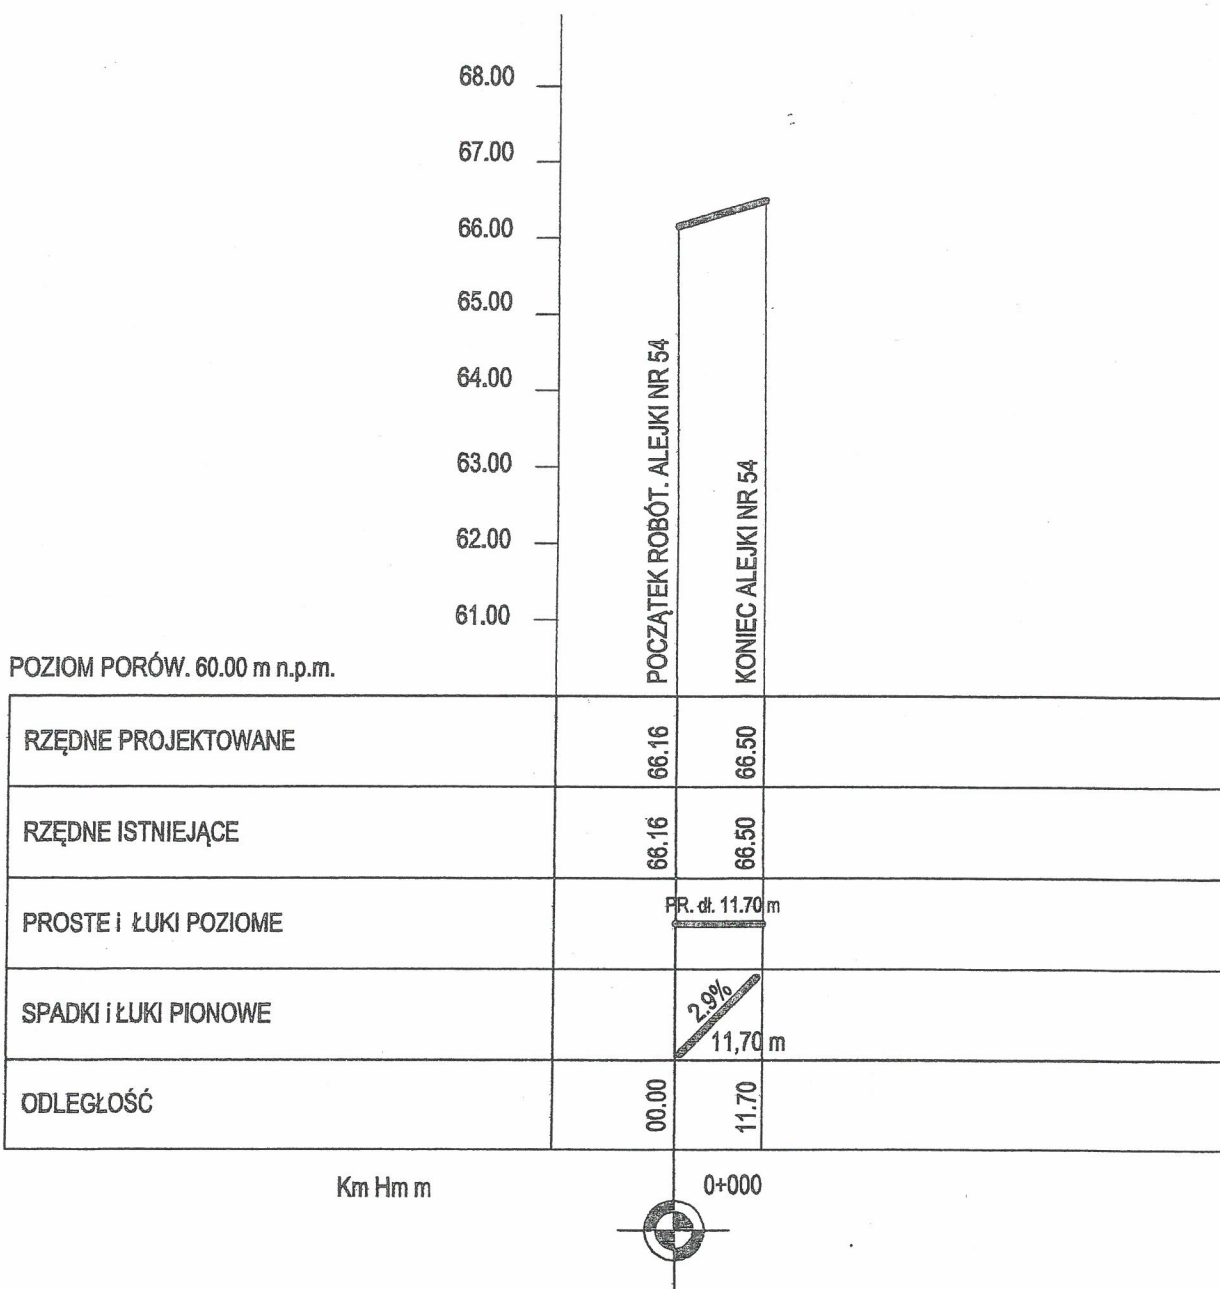 68.00
67.00
66.00
65.00
64.00
63.00
62.00
61.00
POCZĄTEK ROBÓT. ALEJKI NR 54
KONIEC ALEJKI NR 54
POZIOM PORÓW. 60.00 m n.p.m.
RZĘDNE PROJEKTOWANE 66.16 66.50
RZĘDNE ISTNIEJĄCE 66.16 66.50
PROSTE i ŁUKI POZIOME PR. dł. 11.70 m
SPADKI i ŁUKI PIONOWE 2.9% 11,70 m
ODLEGŁOŚĆ 00.00 11.70
Km Hm m 0+000